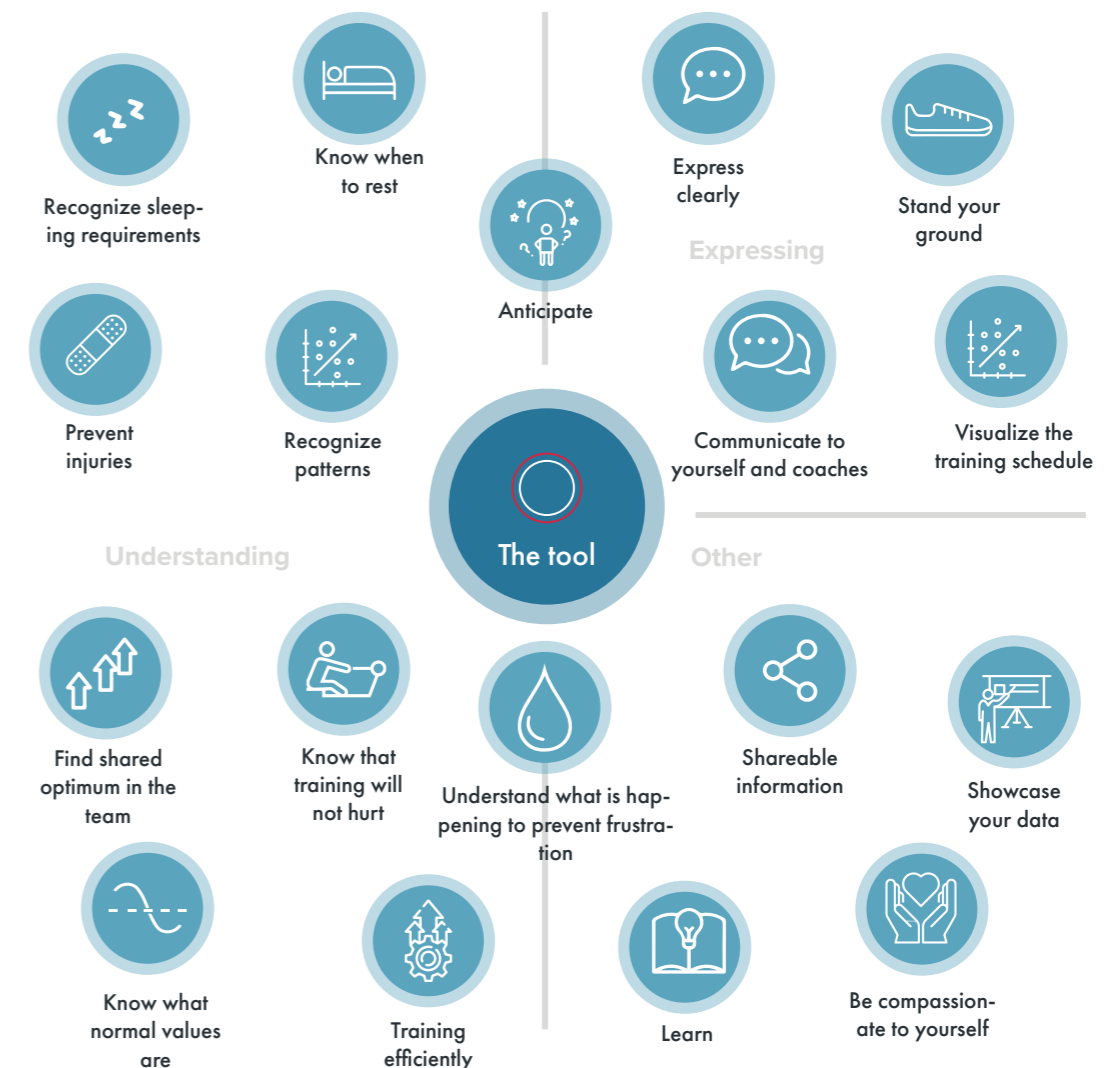 Know when
to rest
Recognize sleep-
ing requirements
Express
clearly
Stand your
ground
Expressing
Anticipate
Prevent
injuries
Recognize
patterns
Communicate to
yourself and coaches
Visualize the
training schedule
The tool
Understanding
Other
Find shared
optimum in the
team
Know that
training will
not hurt
Understand what is hap-
pening to prevent frustra-
tion
Shareable
information
Showcase
your data
Know what
normal values
are
Training
efficiently
Learn
Be compassion-
ate to yourself